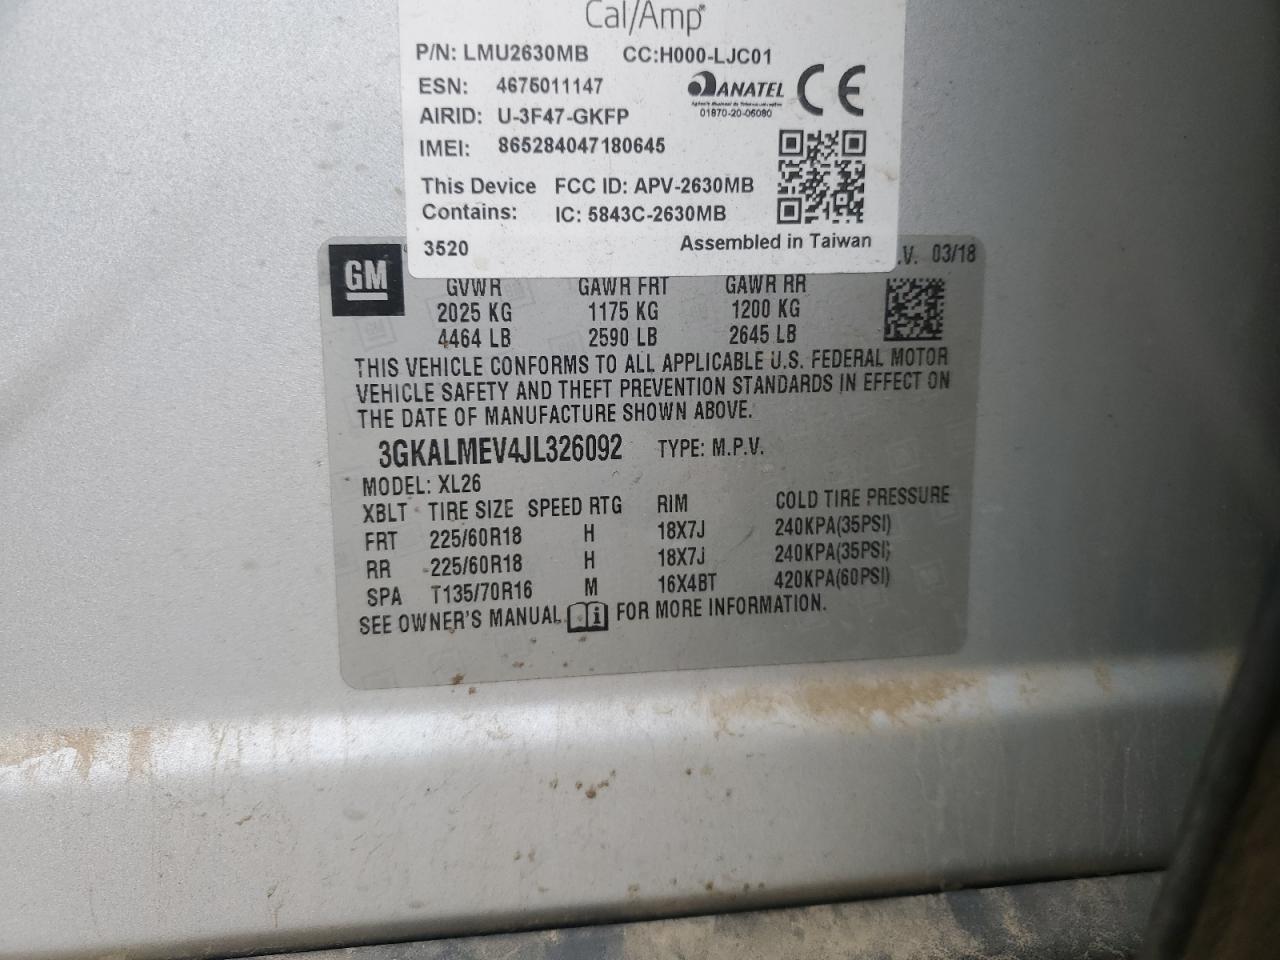 Cal/Amp
P/N: LMU2630MB CC:H000-LJC01
ESN: 4675011147
ANATEL CE
01870-20-06080
AIRID: U-3F47-GKFP
IMEI: 865284047180645
This Device FCC ID: APV-2630MB
Contains: IC: 5843C-2630MB
3520 Assembled in Taiwan
GM .V. 03/18
GVWR GAWR FRT GAWR RR
2025 KG 1175 KG 1200 KG
4464 LB 2590 LB 2645 LB
THIS VEHICLE CONFORMS TO ALL APPLICABLE U.S. FEDERAL MOTOR
VEHICLE SAFETY AND THEFT PREVENTION STANDARDS IN EFFECT ON
THE DATE OF MANUFACTURE SHOWN ABOVE.
3GKALMEV4JL326092 TYPE: M.P.V.
MODEL: XL26
XBLT TIRE SIZE SPEED RTG RIM COLD TIRE PRESSURE
FRT 225/60R18 H 18X7J 240KPA(35PSI)
RR 225/60R18 H 18X7J 240KPA(35PSI)
SPA T135/70R16 M 16X4BT 420KPA(60PSI)
SEE OWNER'S MANUAL FOR MORE INFORMATION.